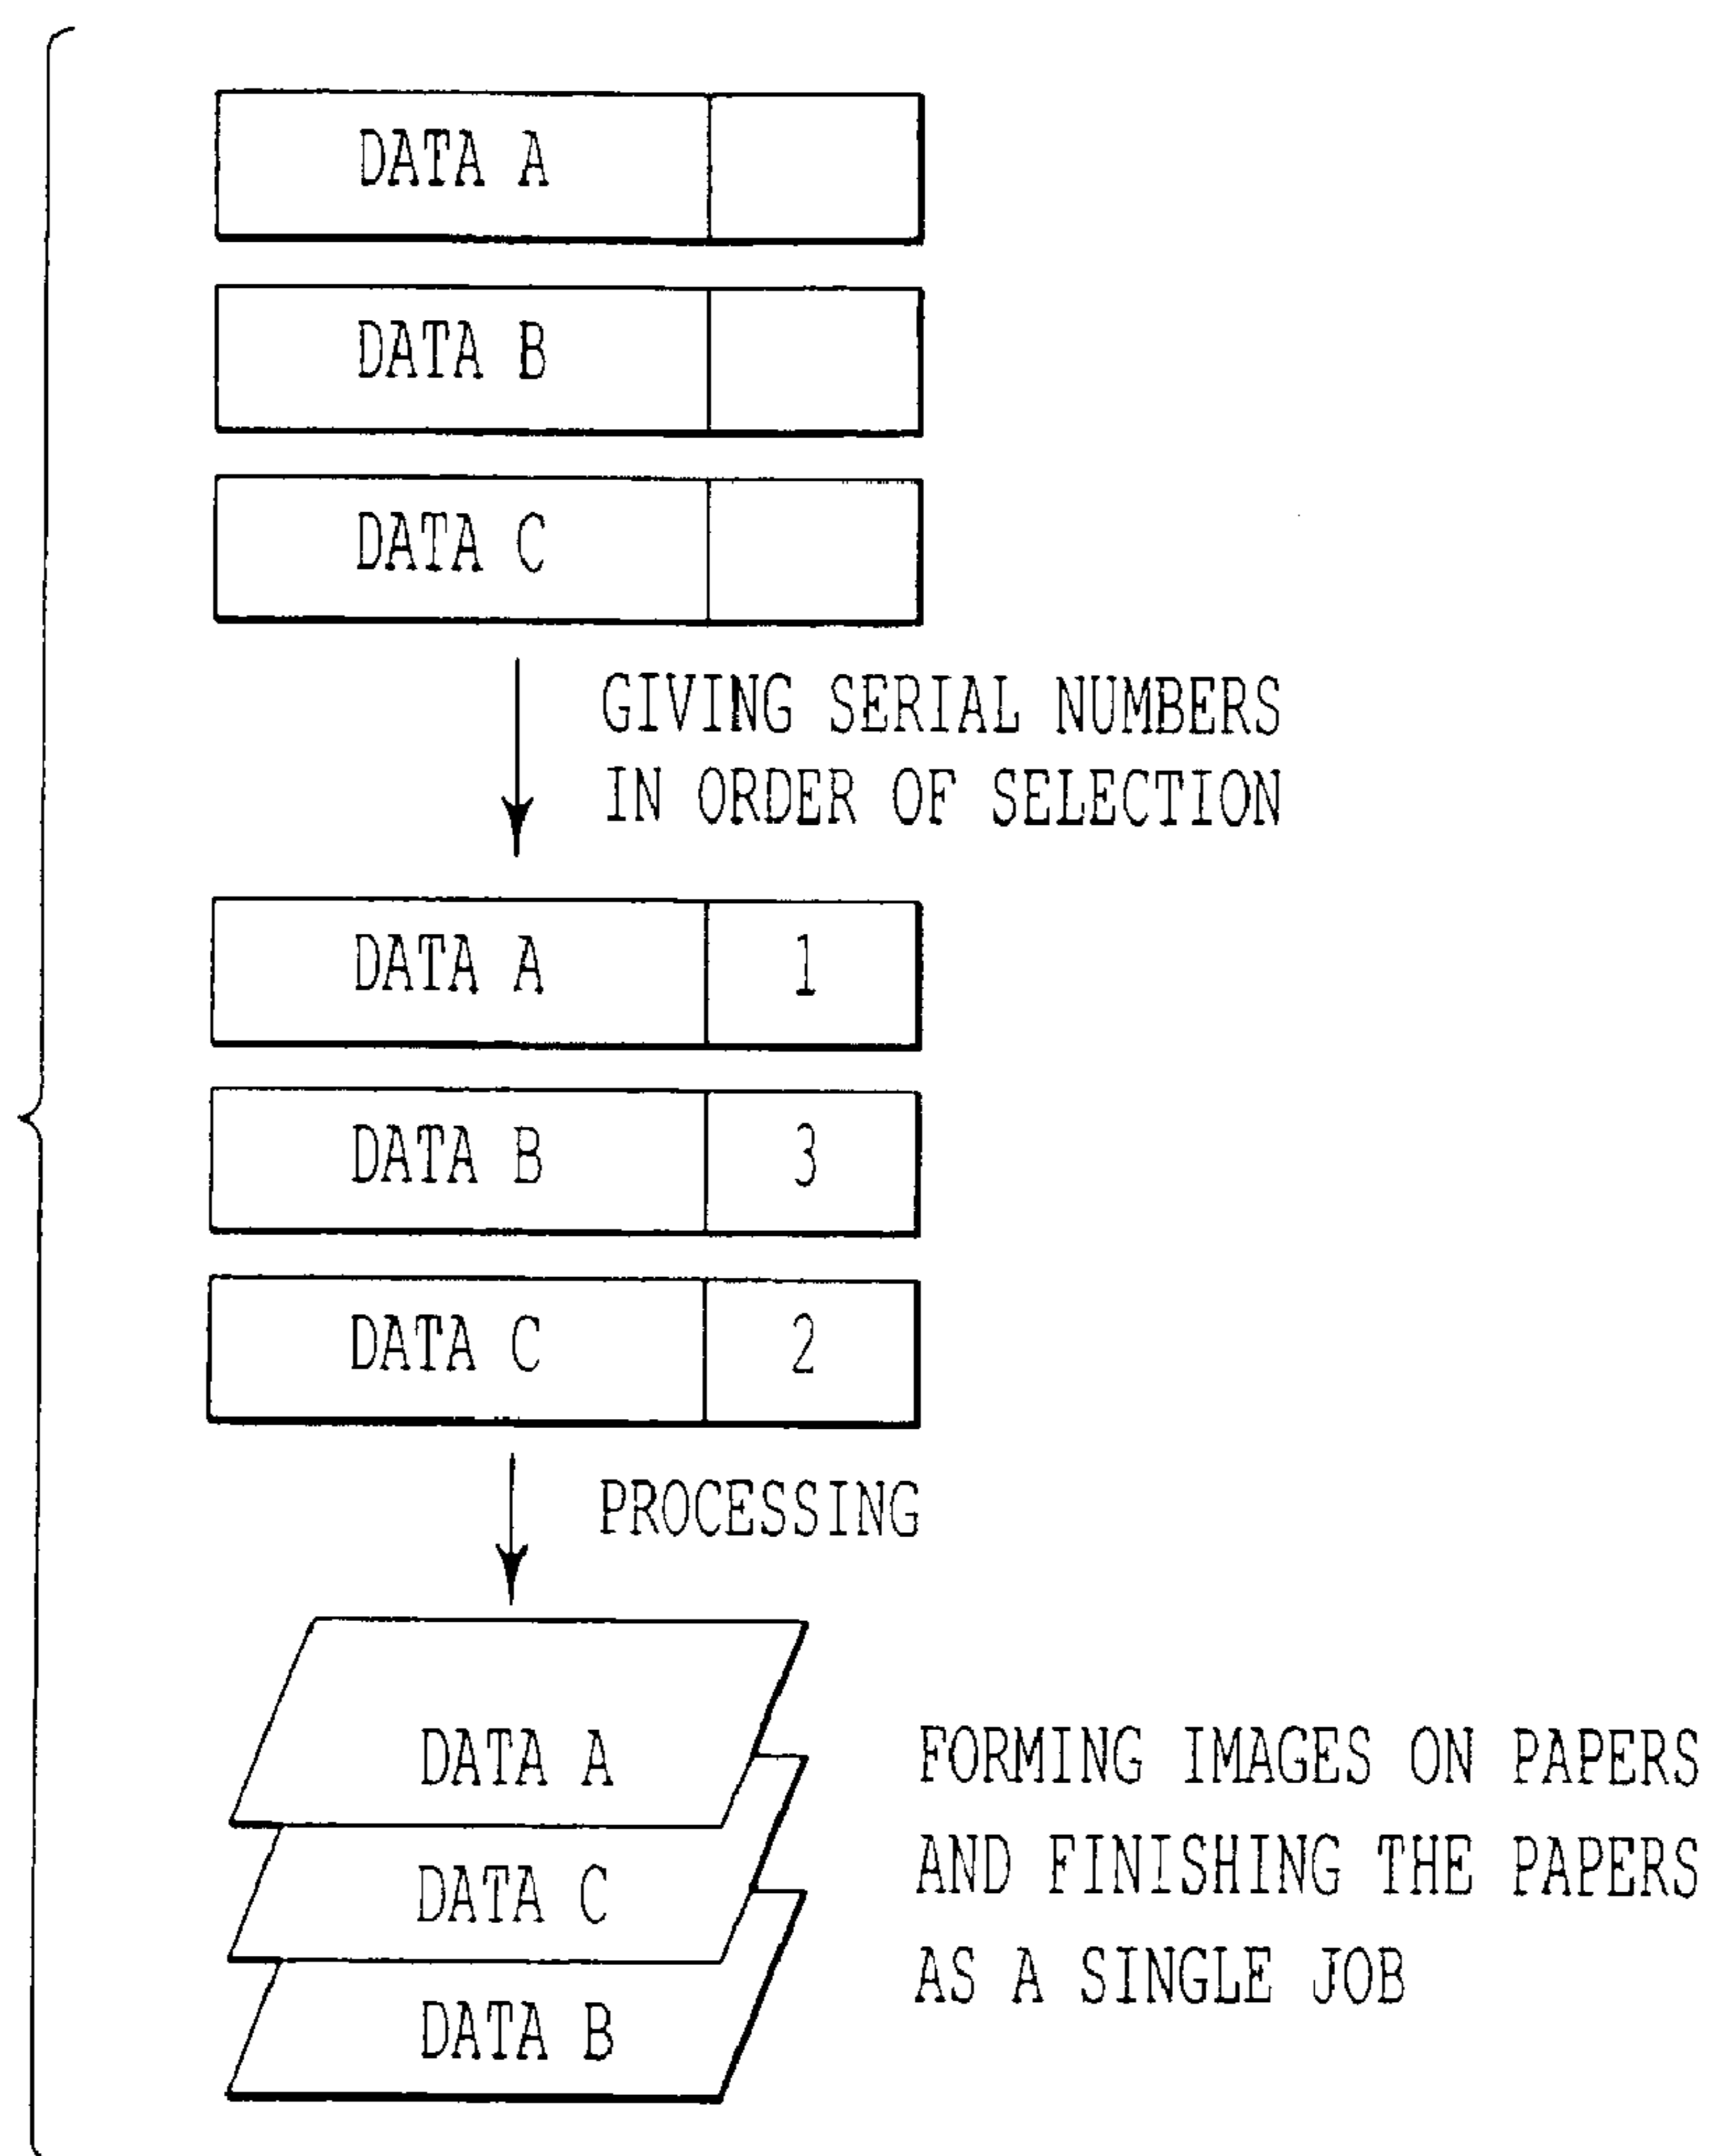 DATA A
DATA B
DATA C
GIVING SERIAL NUMBERS
IN ORDER OF SELECTION
DATA A 1
DATA B 3
DATA C 2
PROCESSING
DATA A
DATA C
DATA B
FORMING IMAGES ON PAPERS
AND FINISHING THE PAPERS
AS A SINGLE JOB